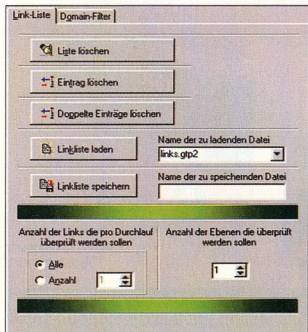 Link-Liste Domain-Filter
Liste löschen
Eintrag löschen
Doppelte Einträge löschen
Linkliste laden
Name der zu ladenden Datei
links.gtp2
Linkliste speichern
Name der zu speichernden Datei
Anzahl der Links die pro Durchlauf
überprüft werden sollen
Alle
Anzahl 1
Anzahl der Ebenen die überprüft
werden sollen
1